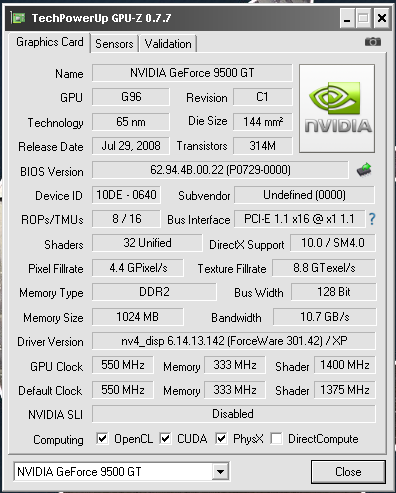 TechPowerUp GPU-Z 0.7.7
Graphics Card Sensors Validation
Name NVIDIA GeForce 9500 GT
GPU G96 Revision C1
Technology 65 nm Die Size 144 mm²
Release Date Jul 29, 2008 Transistors 314M
NVIDIA
BIOS Version 62.94.4B.00.22 (P0729-0000)
Device ID 10DE - 0640 Subvendor Undefined (0000)
ROPs/TMUs 8 / 16 Bus Interface PCI-E 1.1 x16 @ x1 1.1 ?
Shaders 32 Unified DirectX Support 10.0 / SM4.0
Pixel Fillrate 4.4 GPixel/s Texture Fillrate 8.8 GTexel/s
Memory Type DDR2 Bus Width 128 Bit
Memory Size 1024 MB Bandwidth 10.7 GB/s
Driver Version nv4_disp 6.14.13.142 (ForceWare 301.42) / XP
GPU Clock 550 MHz Memory 333 MHz Shader 1400 MHz
Default Clock 550 MHz Memory 333 MHz Shader 1375 MHz
NVIDIA SLI Disabled
Computing OpenCL CUDA PhysX DirectCompute
NVIDIA GeForce 9500 GT Close